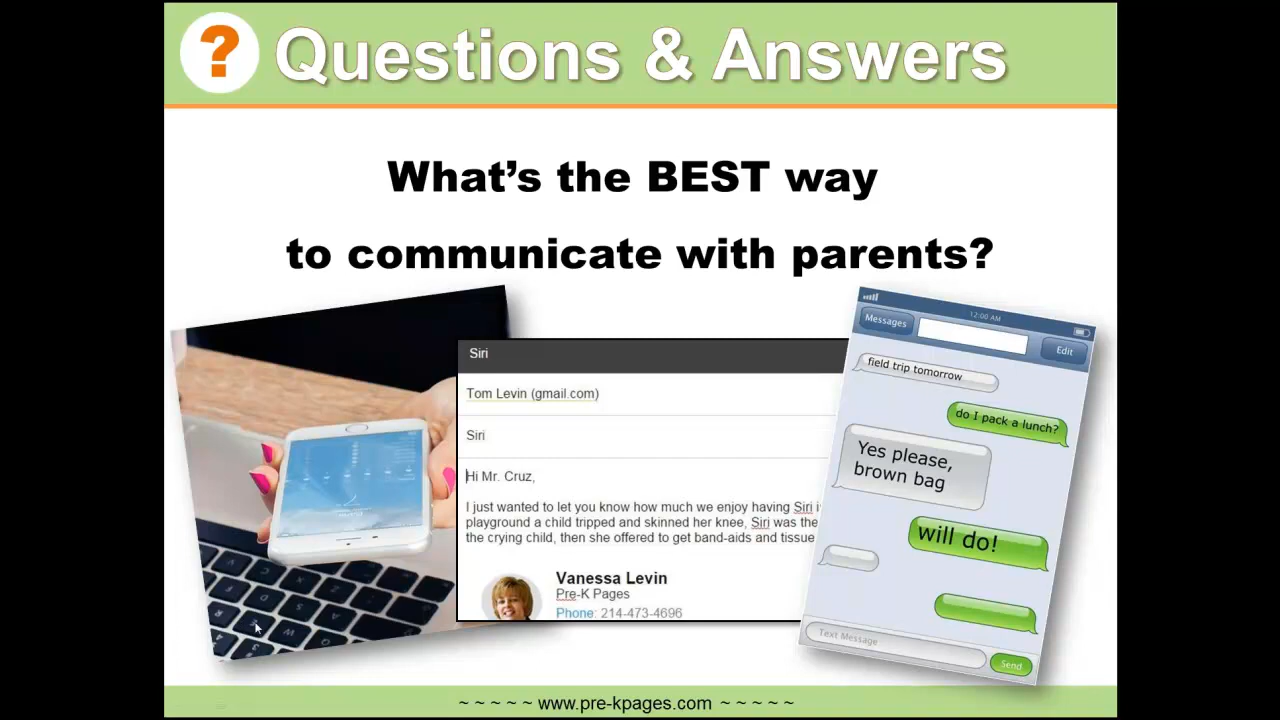 ? Questions & Answers
What's the BEST way
to communicate with parents?
Siri
Tom Levin (gmail.com)
Siri
Hi Mr. Cruz,
I just wanted to let you know how much we enjoy having Siri
playground a child tripped and skinned her knee, Siri was the
the crying child, then she offered to get band-aids and tissue
Vanessa Levin
Pre-K Pages
Phone: 214-473-4696
12:00 AM
Messages
Edit
field trip tomorrow
do I pack a lunch?
Yes please,
brown bag
will do!
Text Message
Send
~ ~ ~ ~ ~ www.pre-kpages.com ~ ~ ~ ~ ~